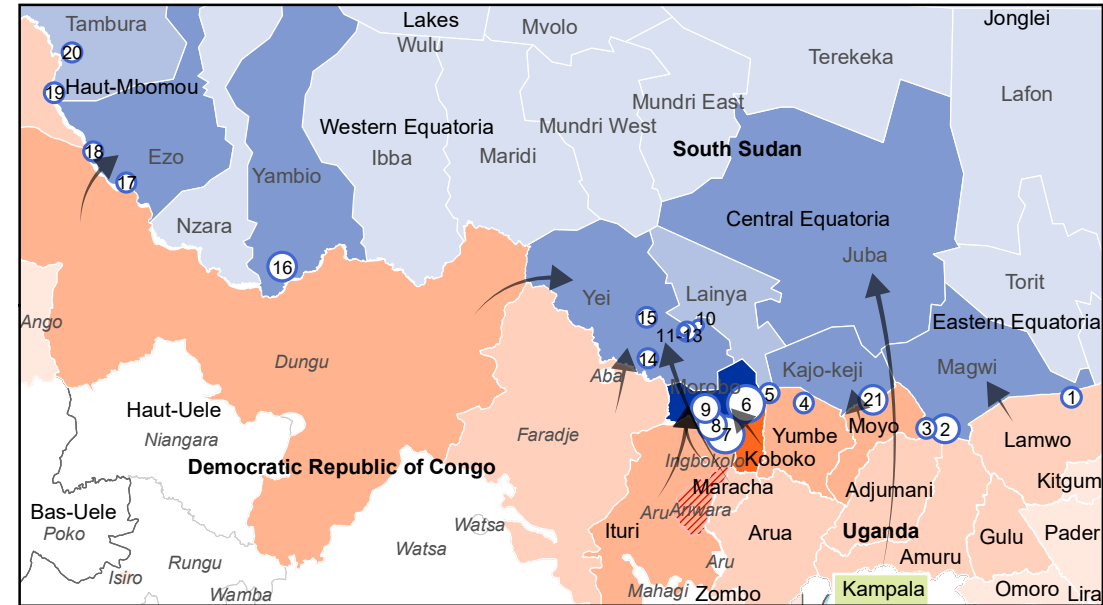 Tambura
Lakes
Mvolo
Jonglei
Wulu
20
Terekeka
19
Haut-Mbomou
Lafon
Mundri East
Western Equatoria
Mundri West
18
Ezo
Ibba
Maridi
South Sudan
17
Yambio
Nzara
Central Equatoria
Juba
16
Torit
Yei
Lainya
Ango
15
10
11-13
Eastern Equatoria
Dungu
14
Aba
Kajo-keji
Magwi
Morobo
5
1
9
6
4
21
Haut-Uele
8
7
Moyo
3
2
Niangara
Faradje
Yumbe
Lamwo
Democratic Republic of Congo
Ingbokolo
Koboko
Maracha
Adjumani
Kitgum
Bas-Uele
Aru
Ariwara
Poko
Watsa
Ituri
Arua
Uganda
Gulu
Pader
Watsa
Rungu
Aru
Amuru
Isiro
Wamba
Mahagi
Zombo
Kampala
Omoro
Lira